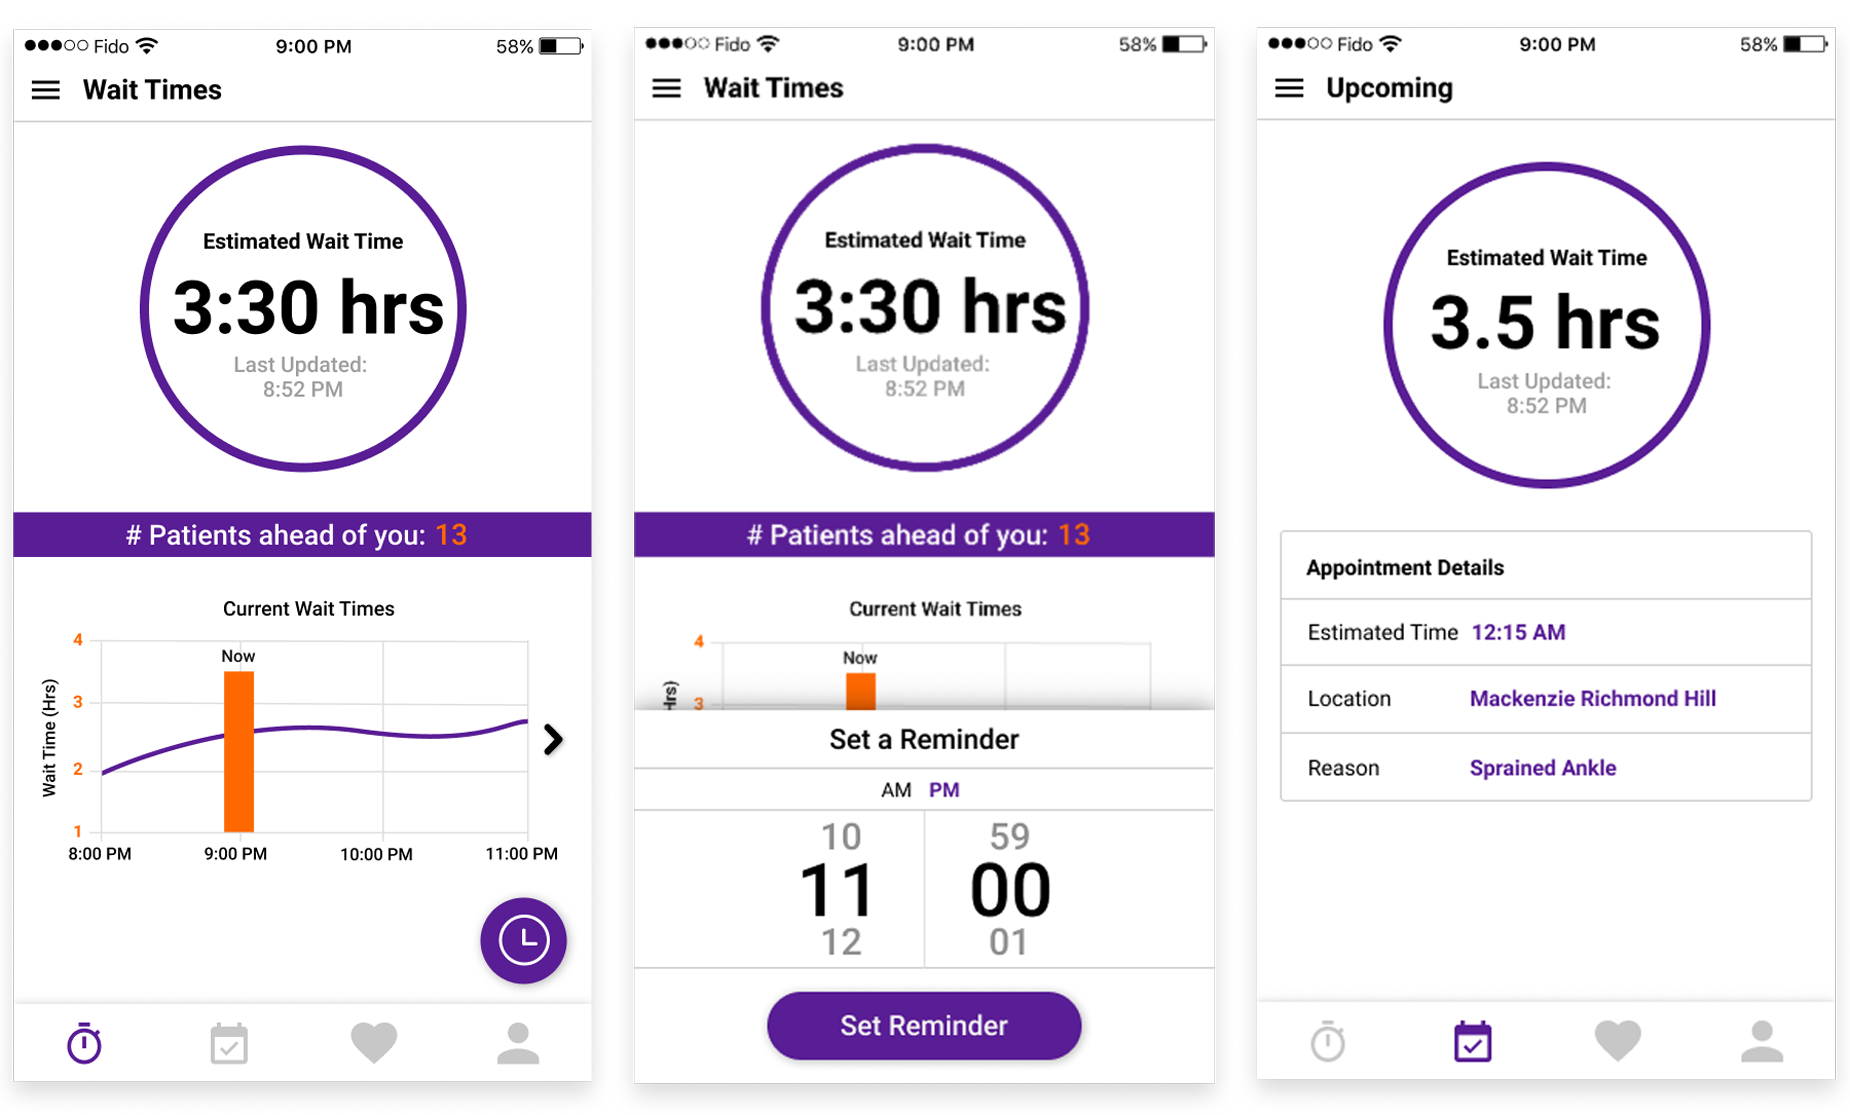 Fido 9:00 PM 58%
Wait Times
Estimated Wait Time
3:30 hrs
Last Updated:
8:52 PM
# Patients ahead of you: 13
Current Wait Times
4
Now
3
2
1
Wait Time (Hrs)
8:00 PM 9:00 PM 10:00 PM 11:00 PM
Fido 9:00 PM 58%
Wait Times
Estimated Wait Time
3:30 hrs
Last Updated:
8:52 PM
# Patients ahead of you: 13
Current Wait Times
4
Now
3
Hrs)
Set a Reminder
AM PM
10 59
11 00
12 01
Set Reminder
Fido 9:00 PM 58%
Upcoming
Estimated Wait Time
3.5 hrs
Last Updated:
8:52 PM
Appointment Details
Estimated Time 12:15 AM
Location Mackenzie Richmond Hill
Reason Sprained Ankle